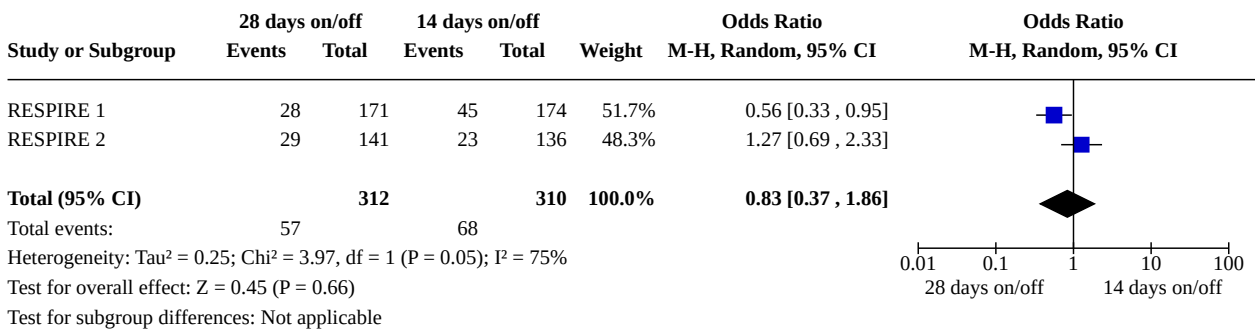 28 days on/off 14 days on/off Odds Ratio Odds Ratio
Study or Subgroup Events Total Events Total Weight M-H, Random, 95% CI M-H, Random, 95% CI
RESPIRE 1 28 171 45 174 51.7% 0.56 [0.33 , 0.95]
RESPIRE 2 29 141 23 136 48.3% 1.27 [0.69 , 2.33]
Total (95% CI) 312 310 100.0% 0.83 [0.37 , 1.86]
Total events: 57 68
Heterogeneity: Tau² = 0.25; Chi² = 3.97, df = 1 (P = 0.05); I² = 75%
0.01 0.1 1 10 100
Test for overall effect: Z = 0.45 (P = 0.66) 28 days on/off 14 days on/off
Test for subgroup differences: Not applicable